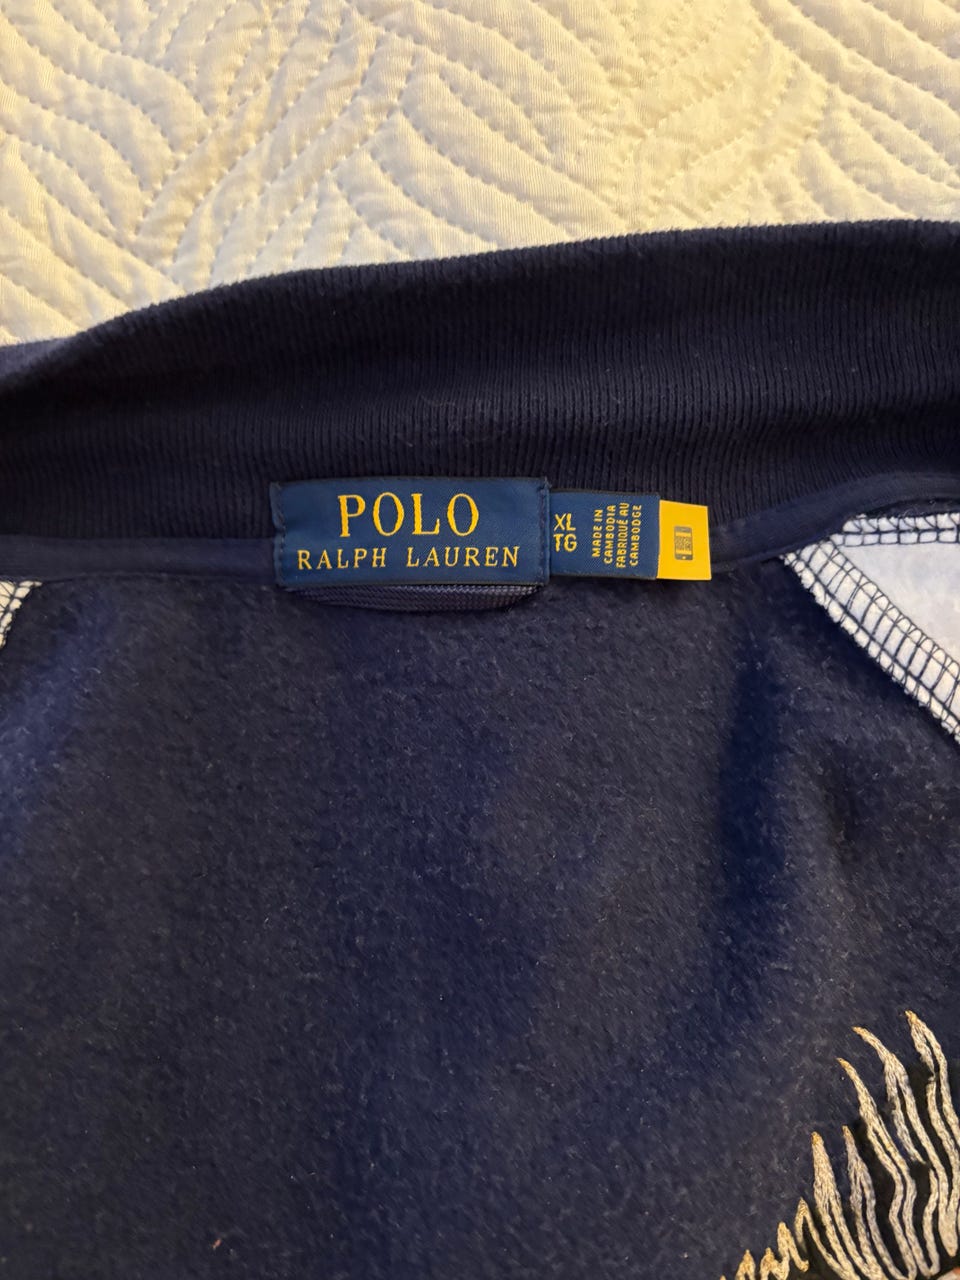 POLO
RALPH LAUREN
XL
TG
MADE IN
CAMBODIA
FABRIQUÉ AU
CAMBODGE